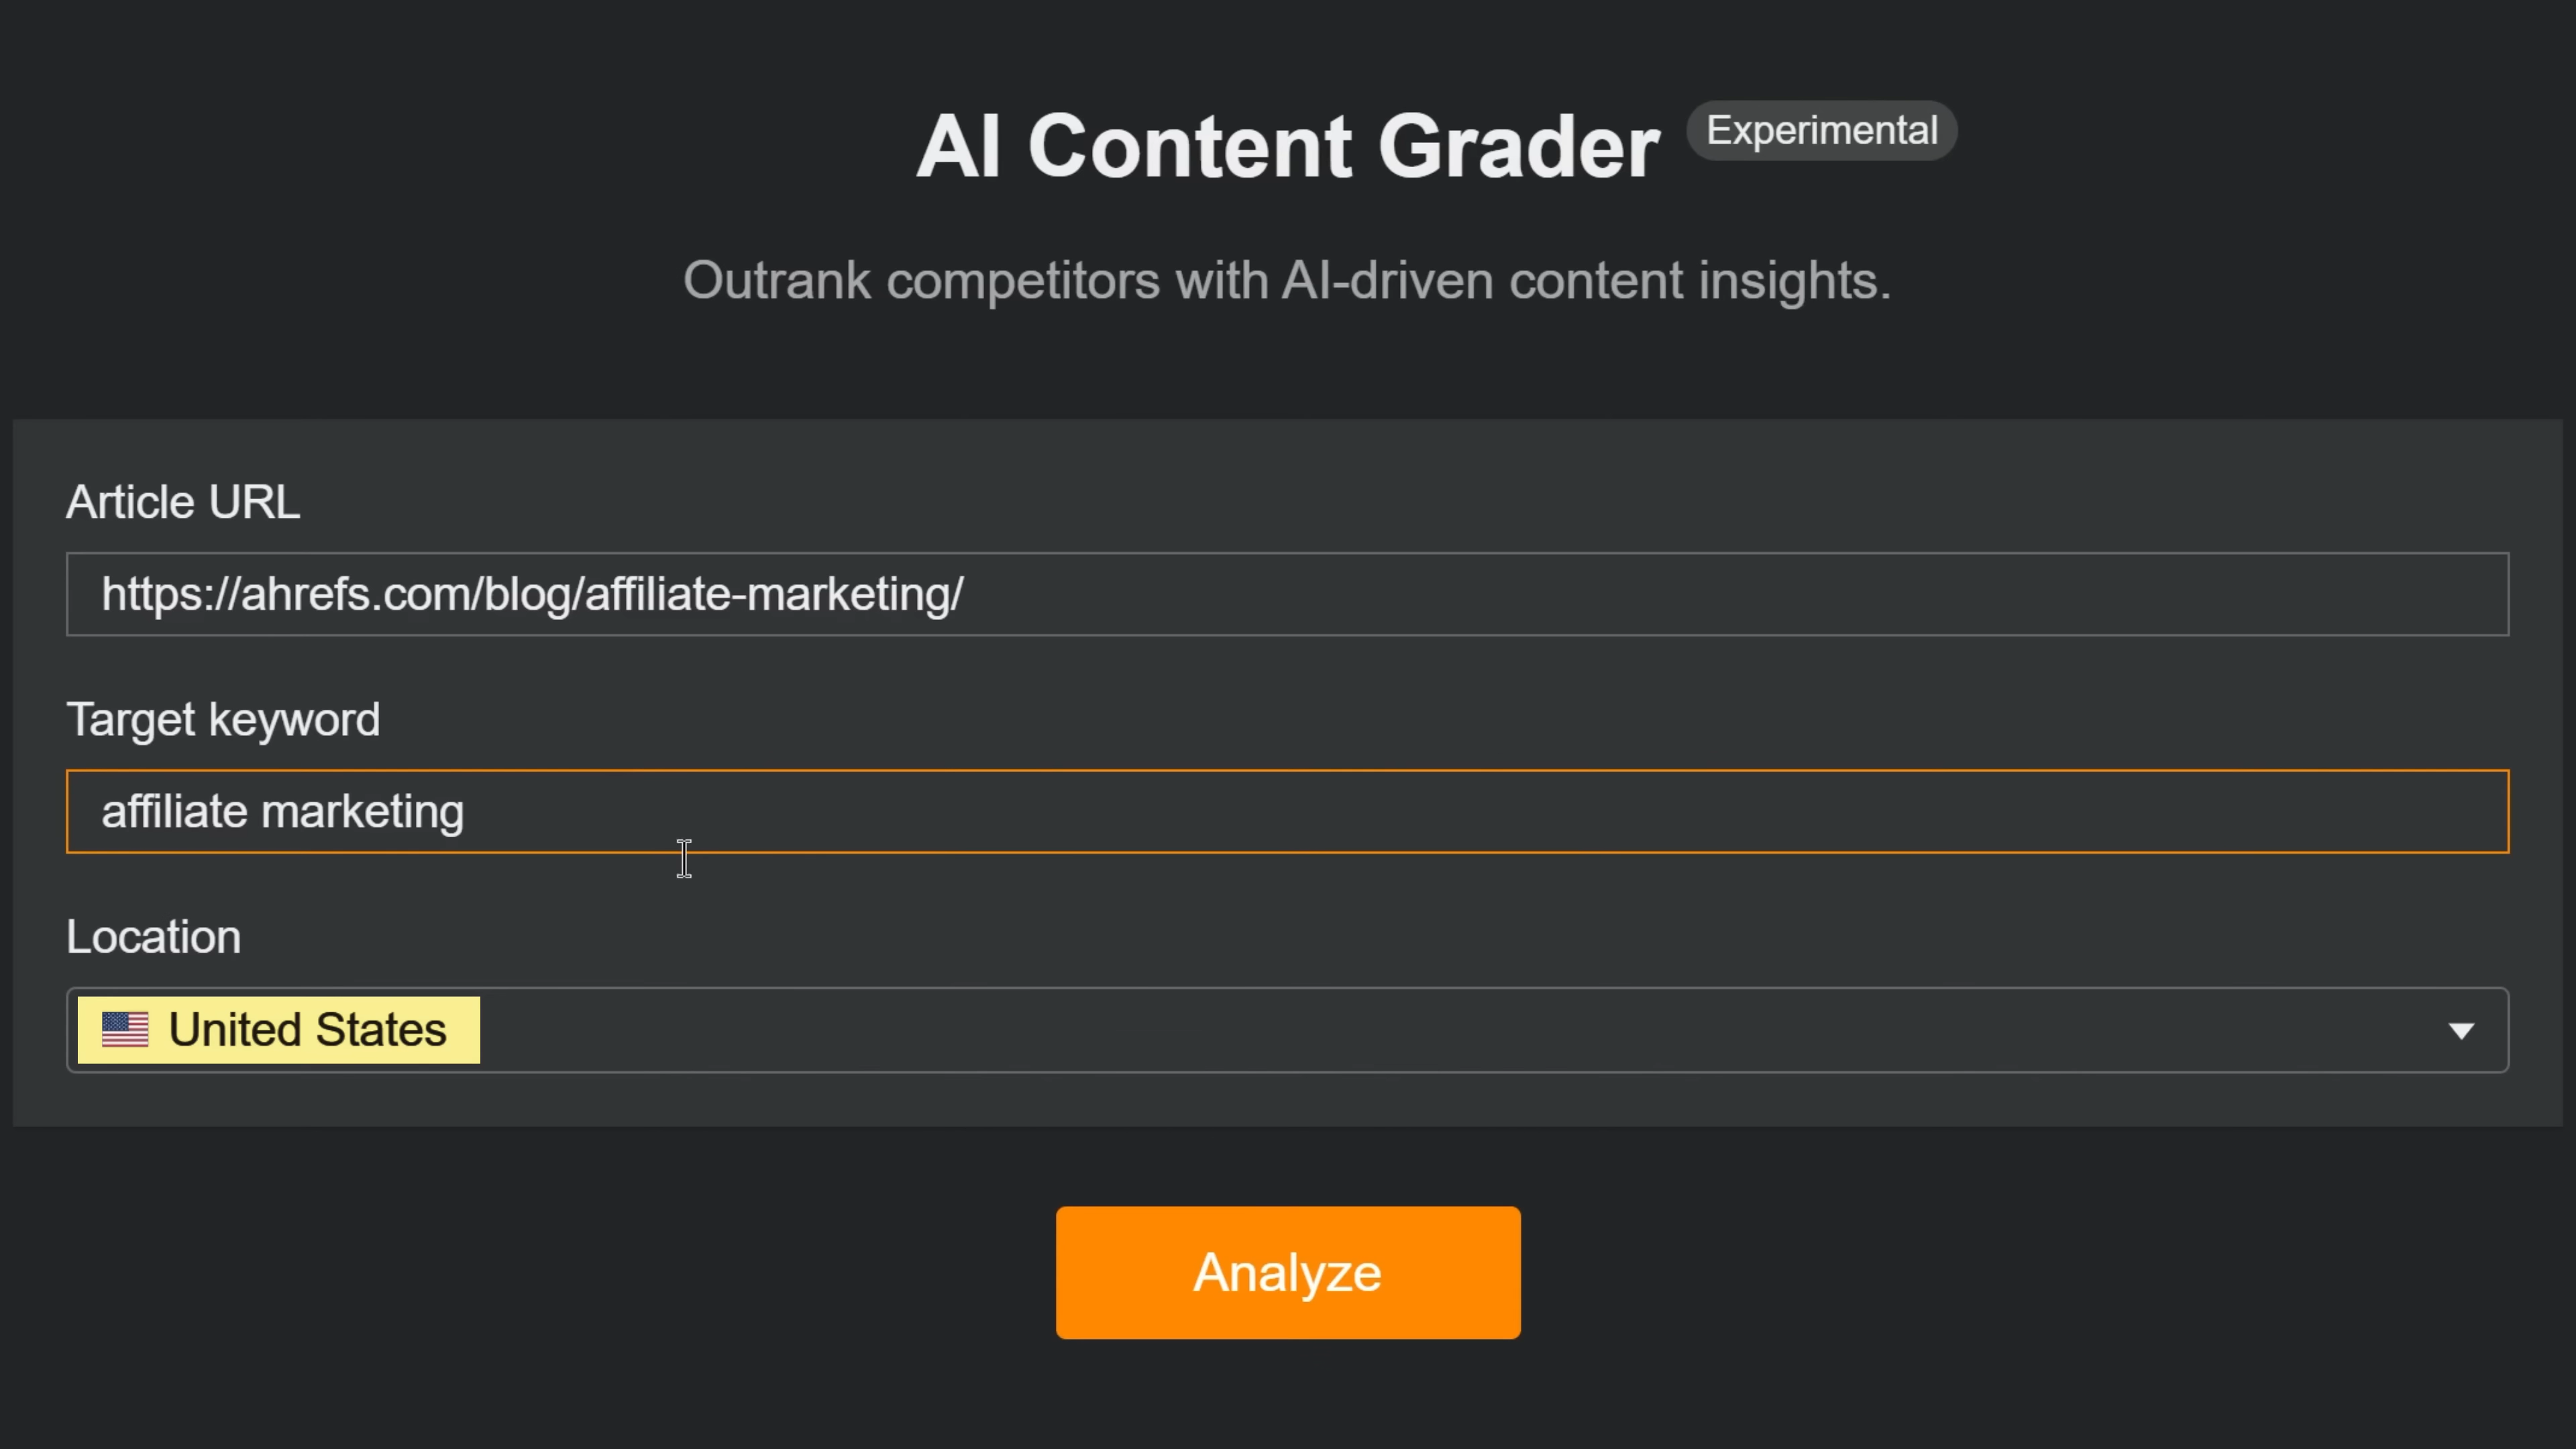 AI Content Grader Experimental
Outrank competitors with AI-driven content insights.
Article URL
https://ahrefs.com/blog/affiliate-marketing/
Target keyword
affiliate marketing
Location
United States
Analyze